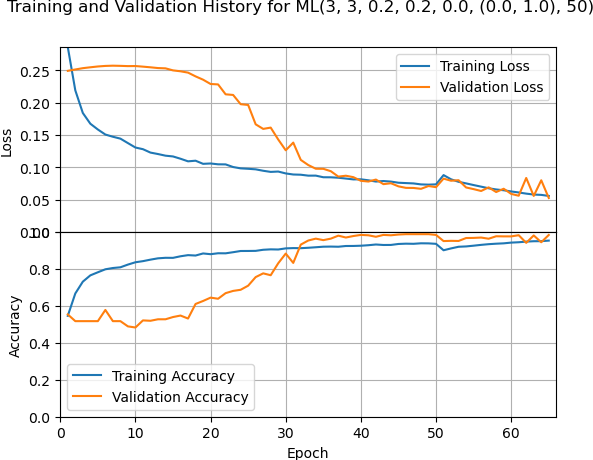 Training and Validation History for ML(3, 3, 0.2, 0.2, 0.0, (0.0, 1.0), 50)
Training Loss
Validation Loss
0.25
0.20
0.15
0.10
0.05
0.00
Loss
1.0
0.8
0.6
0.4
0.2
0.0
Accuracy
Training Accuracy
Validation Accuracy
0 10 20 30 40 50 60
Epoch